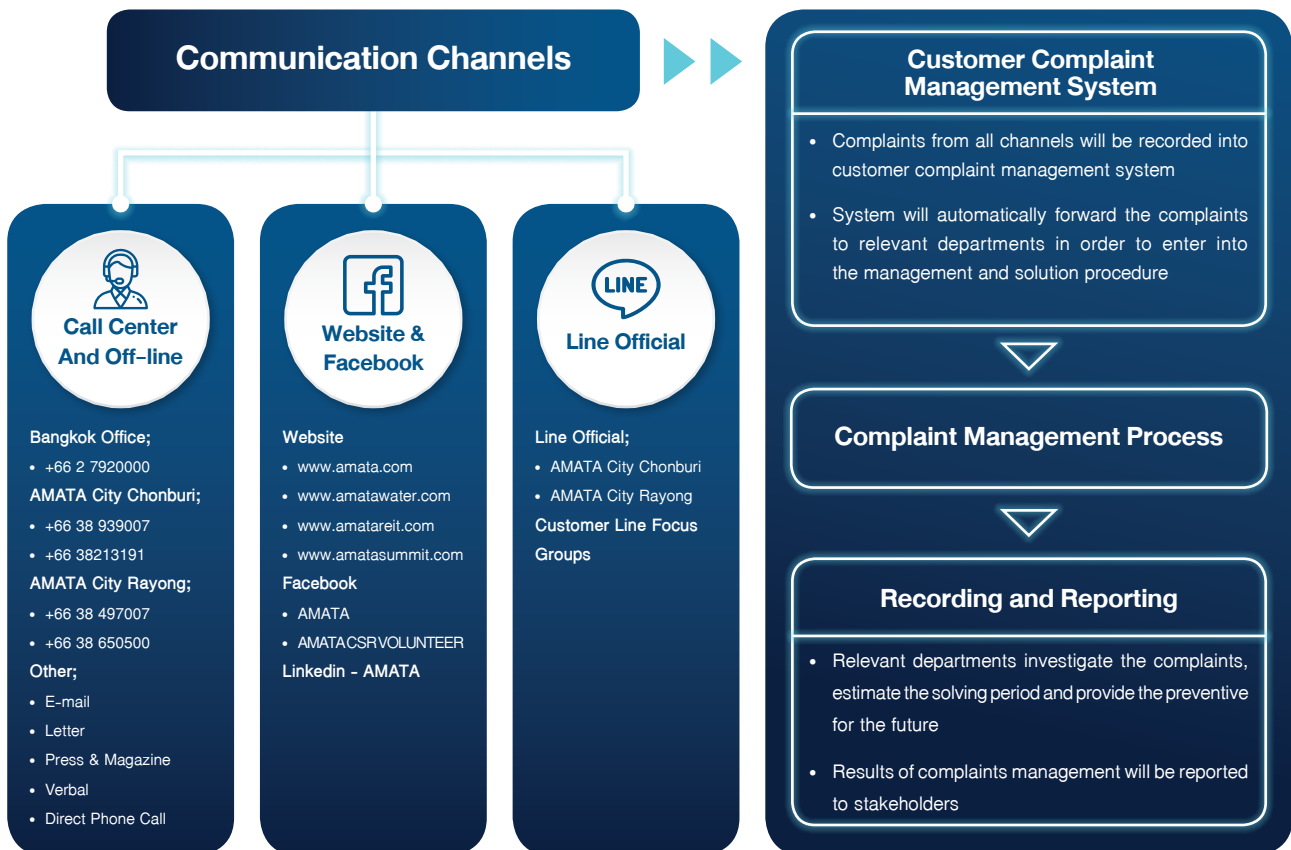 Communication Channels
Call Center
And Off-line
Bangkok Office;
• +66 2 7920000
AMATA City Chonburi;
• +66 38 939007
• +66 38213191
AMATA City Rayong;
• +66 38 497007
• +66 38 650500
Other;
• E-mail
• Letter
• Press & Magazine
• Verbal
• Direct Phone Call
Website &
Facebook
Website
• www.amata.com
• www.amatawater.com
• www.amatareit.com
• www.amatasummit.com
Facebook
• AMATA
• AMATACSRVOLUNTEER
Linkedin - AMATA
LINE
Line Official
Line Official;
• AMATA City Chonburi
• AMATA City Rayong
Customer Line Focus
Groups
Customer Complaint
Management System
• Complaints from all channels will be recorded into
customer complaint management system
• System will automatically forward the complaints
to relevant departments in order to enter into
the management and solution procedure
Complaint Management Process
Recording and Reporting
• Relevant departments investigate the complaints,
estimate the solving period and provide the preventive
for the future
• Results of complaints management will be reported
to stakeholders